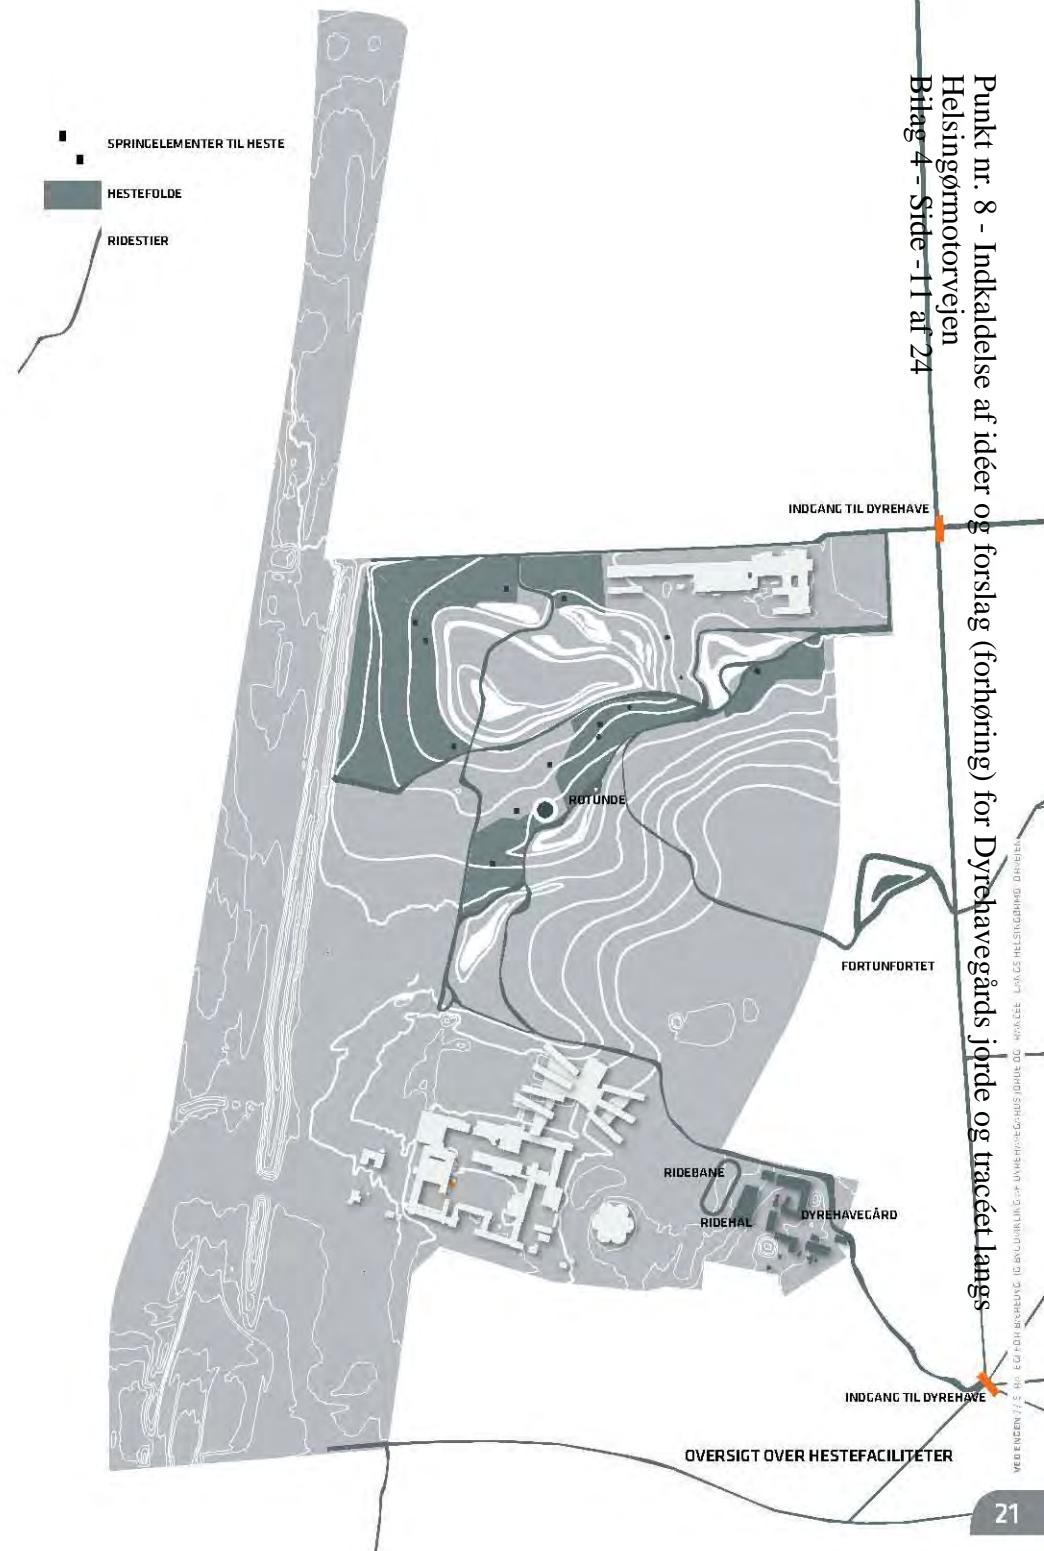 Punkt nr. 8 - Indkaldelse af idéer og forslag (forhøring) for Dyrehavegårds jorde og tracéet langs
Helsingørmotorvejen
Bilag 4 - Side -11 af 24
SPRINGELEMENTER TIL HESTE
HESTEFOLDE
RIDESTIER
INDGANG TIL DYREHAVE
ROTUNDE
FORTUNFORTET
RIDEBANE
RIDEHAL
DYREHAVEGÅRD
INDGANG TIL DYREHAVE
OVERSIGT OVER HESTEFACILITETER
21